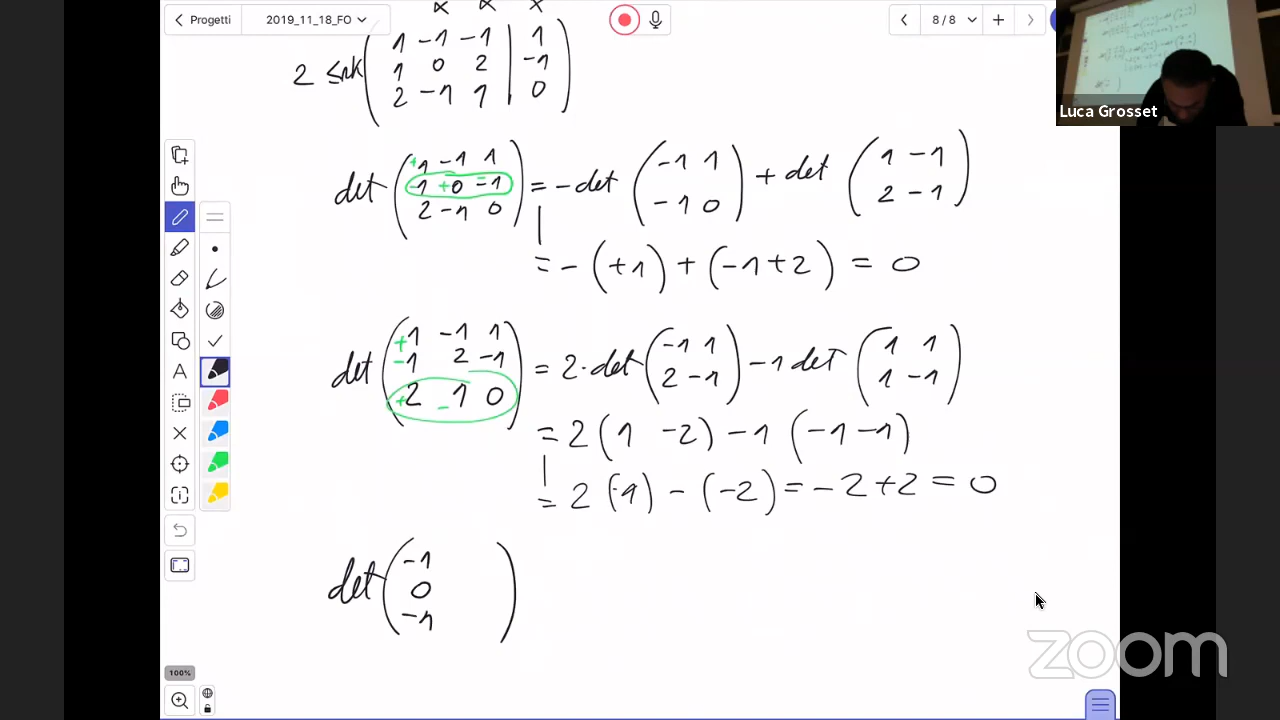 Progetti
2019_11_18_FO
8/8
Luca Grosset
x
2 ≤ rk ( 1 -1 -1 | 1
1 0 2 | -1
2 -1 1 | 0 )
det ( +1 -1 1
-1 +0 -1
2 -1 0 ) = -det ( -1 1
-1 0 ) + det ( 1 -1
2 -1 )
= -(+1) + (-1+2) = 0
det ( +1 -1 1
-1 2 -1
+2 -1 0 ) = 2·det ( -1 1
2 -1 ) -1 det ( 1 1
1 -1 )
= 2 (1 -2) -1 (-1 -1)
= 2 (-1) - (-2) = -2+2 = 0
det ( -1
0
-1 )
A
100%
zoom